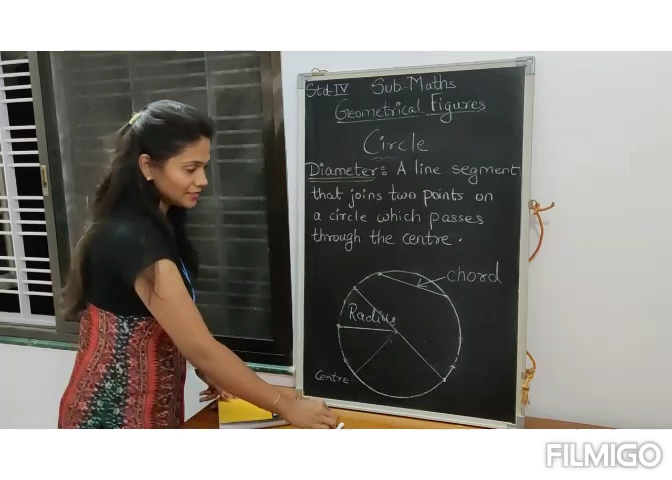 Std-IV Sub-Maths
Geometrical Figures
Circle
Diameter: A line segment
that joins two points on
a circle which passes
through the centre.
chord
Radius
Centre
FILMIGO